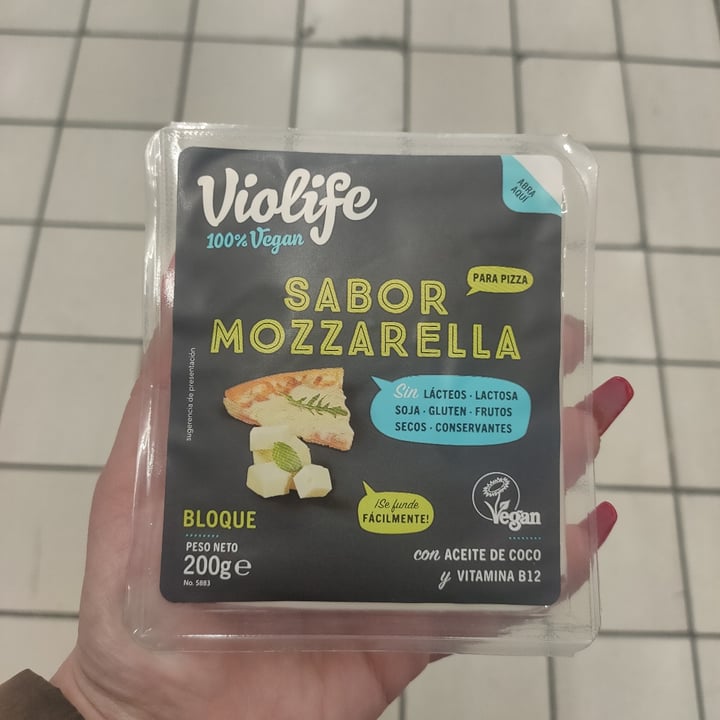 Violife
100% Vegan
ABRA
AQUÍ
PARA PIZZA
SABOR
MOZZARELLA
sugerencia de presentación
Sin LÁCTEOS · LACTOSA
SOJA · GLUTEN · FRUTOS
SECOS · CONSERVANTES
¡Se funde
FÁCILMENTE!
Vegan
BLOQUE
PESO NETO
200g e
No. 5883
con ACEITE DE COCO
y VITAMINA B12